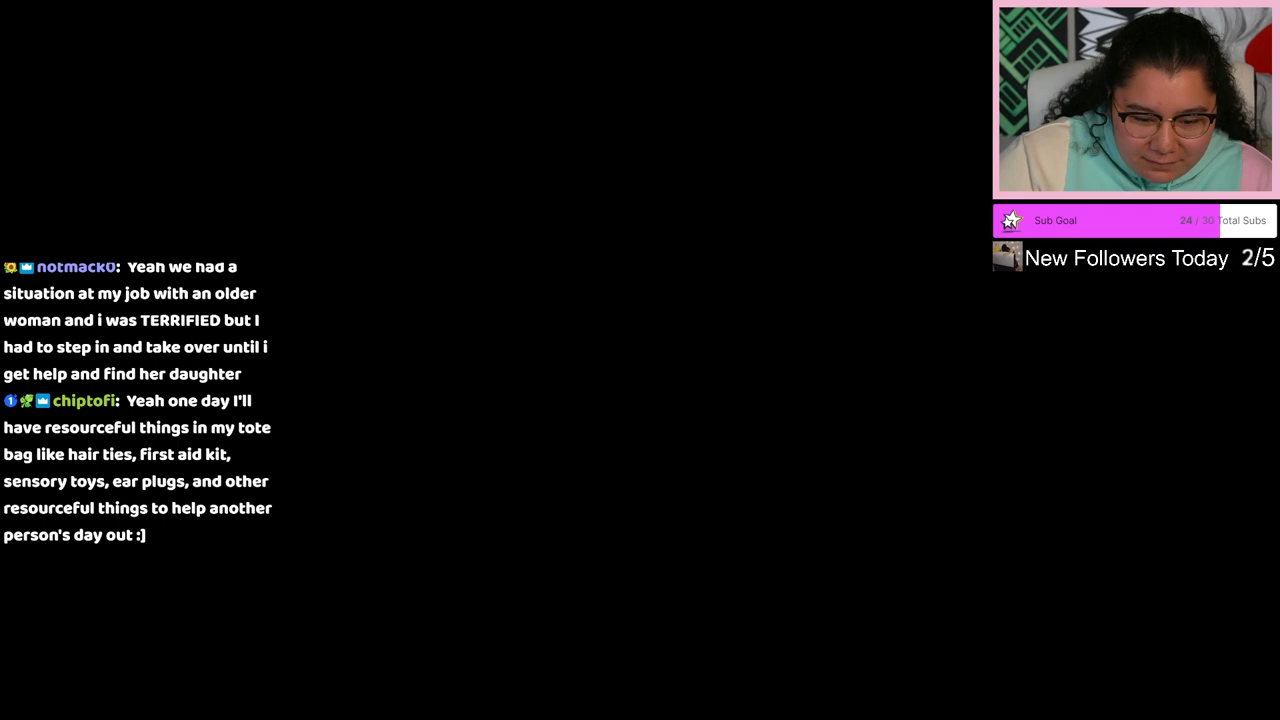 notmack0: Yeah we had a
situation at my job with an older
woman and i was TERRIFIED but I
had to step in and take over until i
get help and find her daughter
1 chiptofi: Yeah one day I'll
have resourceful things in my tote
bag like hair ties, first aid kit,
sensory toys, ear plugs, and other
resourceful things to help another
person's day out :]
Sub Goal 24 / 30 Total Subs
New Followers Today 2/5